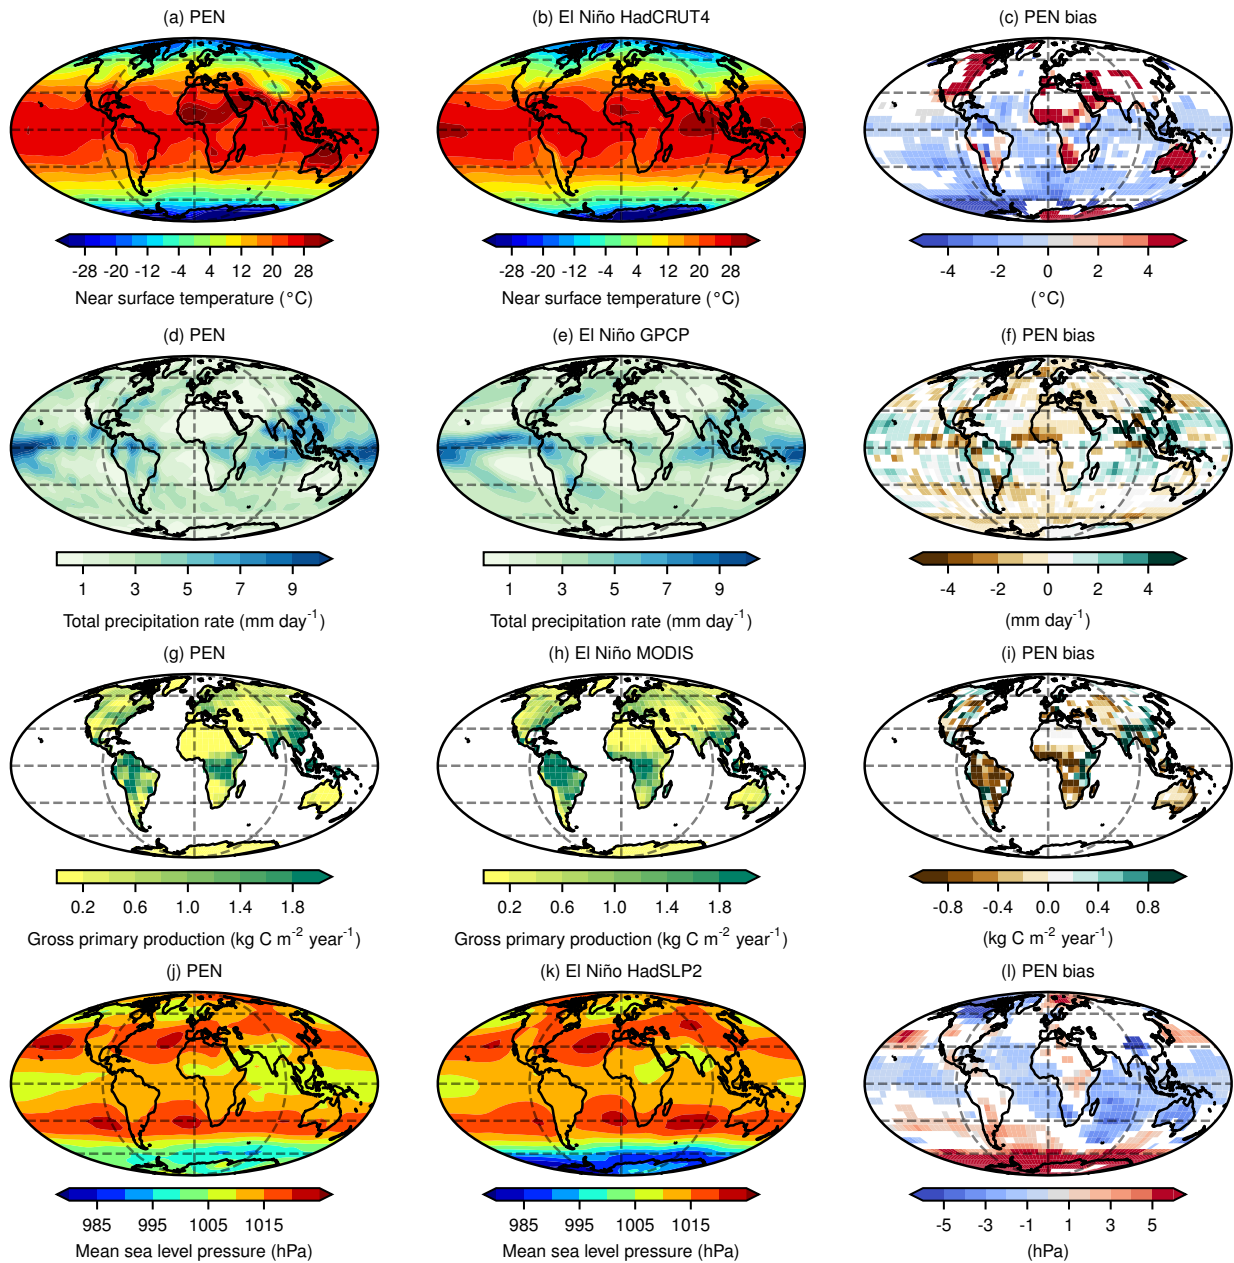 (a) PEN
(b) El Niño HadCRUT4
(c) PEN bias
-28 -20 -12 -4 4 12 20 28
-28 -20 -12 -4 4 12 20 28
-4 -2 0 2 4
Near surface temperature (°C)
Near surface temperature (°C)
(°C)
(d) PEN
(e) El Niño GPCP
(f) PEN bias
1 3 5 7 9
1 3 5 7 9
-4 -2 0 2 4
Total precipitation rate (mm day⁻¹)
Total precipitation rate (mm day⁻¹)
(mm day⁻¹)
(g) PEN
(h) El Niño MODIS
(i) PEN bias
0.2 0.6 1.0 1.4 1.8
0.2 0.6 1.0 1.4 1.8
-0.8 -0.4 0.0 0.4 0.8
Gross primary production (kg C m⁻² year⁻¹)
Gross primary production (kg C m⁻² year⁻¹)
(kg C m⁻² year⁻¹)
(j) PEN
(k) El Niño HadSLP2
(l) PEN bias
985 995 1005 1015
985 995 1005 1015
-5 -3 -1 1 3 5
Mean sea level pressure (hPa)
Mean sea level pressure (hPa)
(hPa)